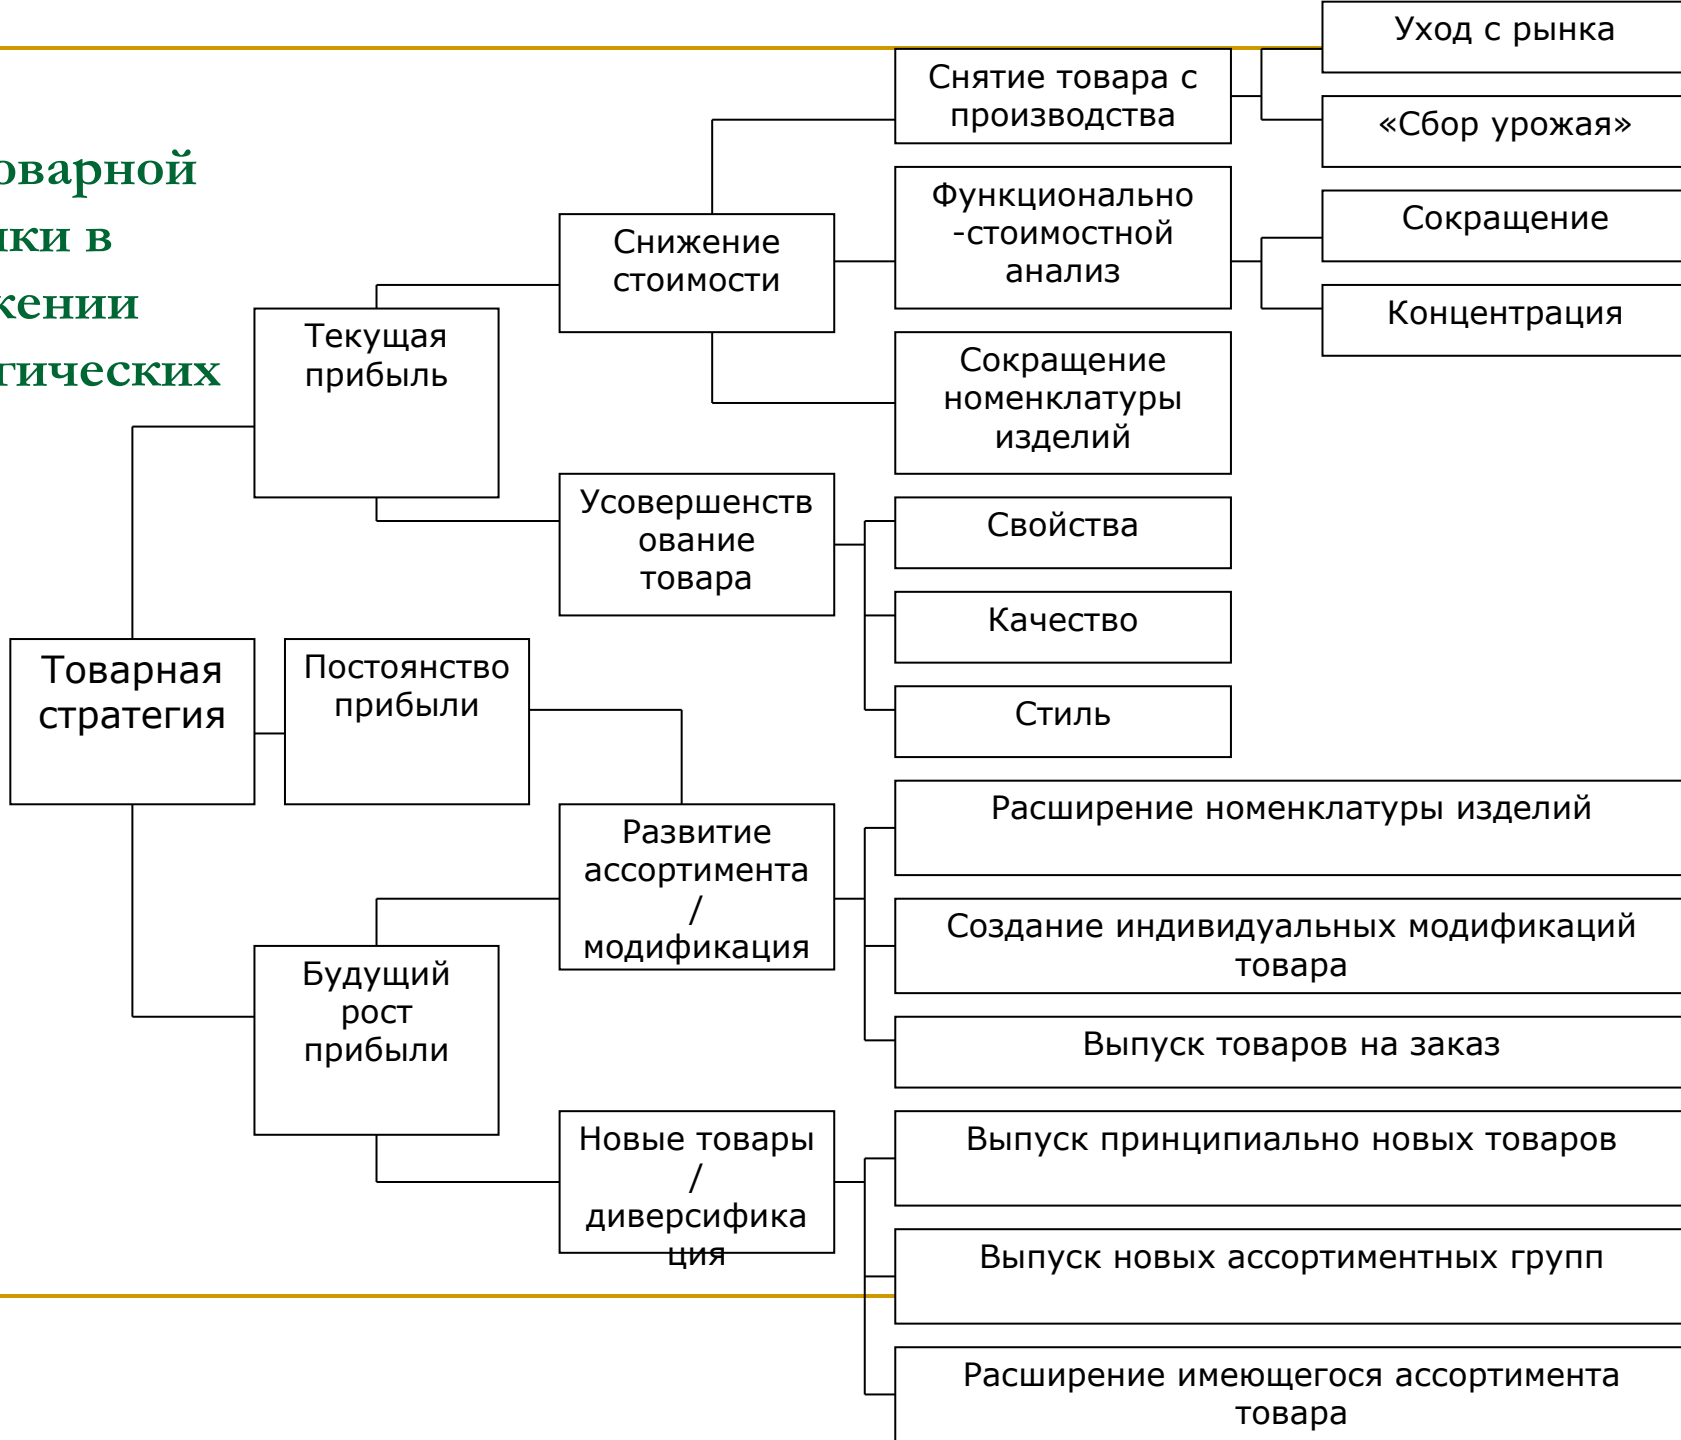 оварной
ики в
жении
гических
Товарная
стратегия
Текущая
прибыль
Постоянство
прибыли
Будущий
рост
прибыли
Снижение
стоимости
Усовершенств
ование
товара
Развитие
ассортимента
/
модификация
Новые товары
/
диверсифика
ция
Снятие товара с
производства
Функционально
-стоимостной
анализ
Сокращение
номенклатуры
изделий
Свойства
Качество
Стиль
Расширение номенклатуры изделий
Создание индивидуальных модификаций
товара
Выпуск товаров на заказ
Выпуск принципиально новых товаров
Выпуск новых ассортиментных групп
Расширение имеющегося ассортимента
товара
Уход с рынка
«Сбор урожая»
Сокращение
Концентрация